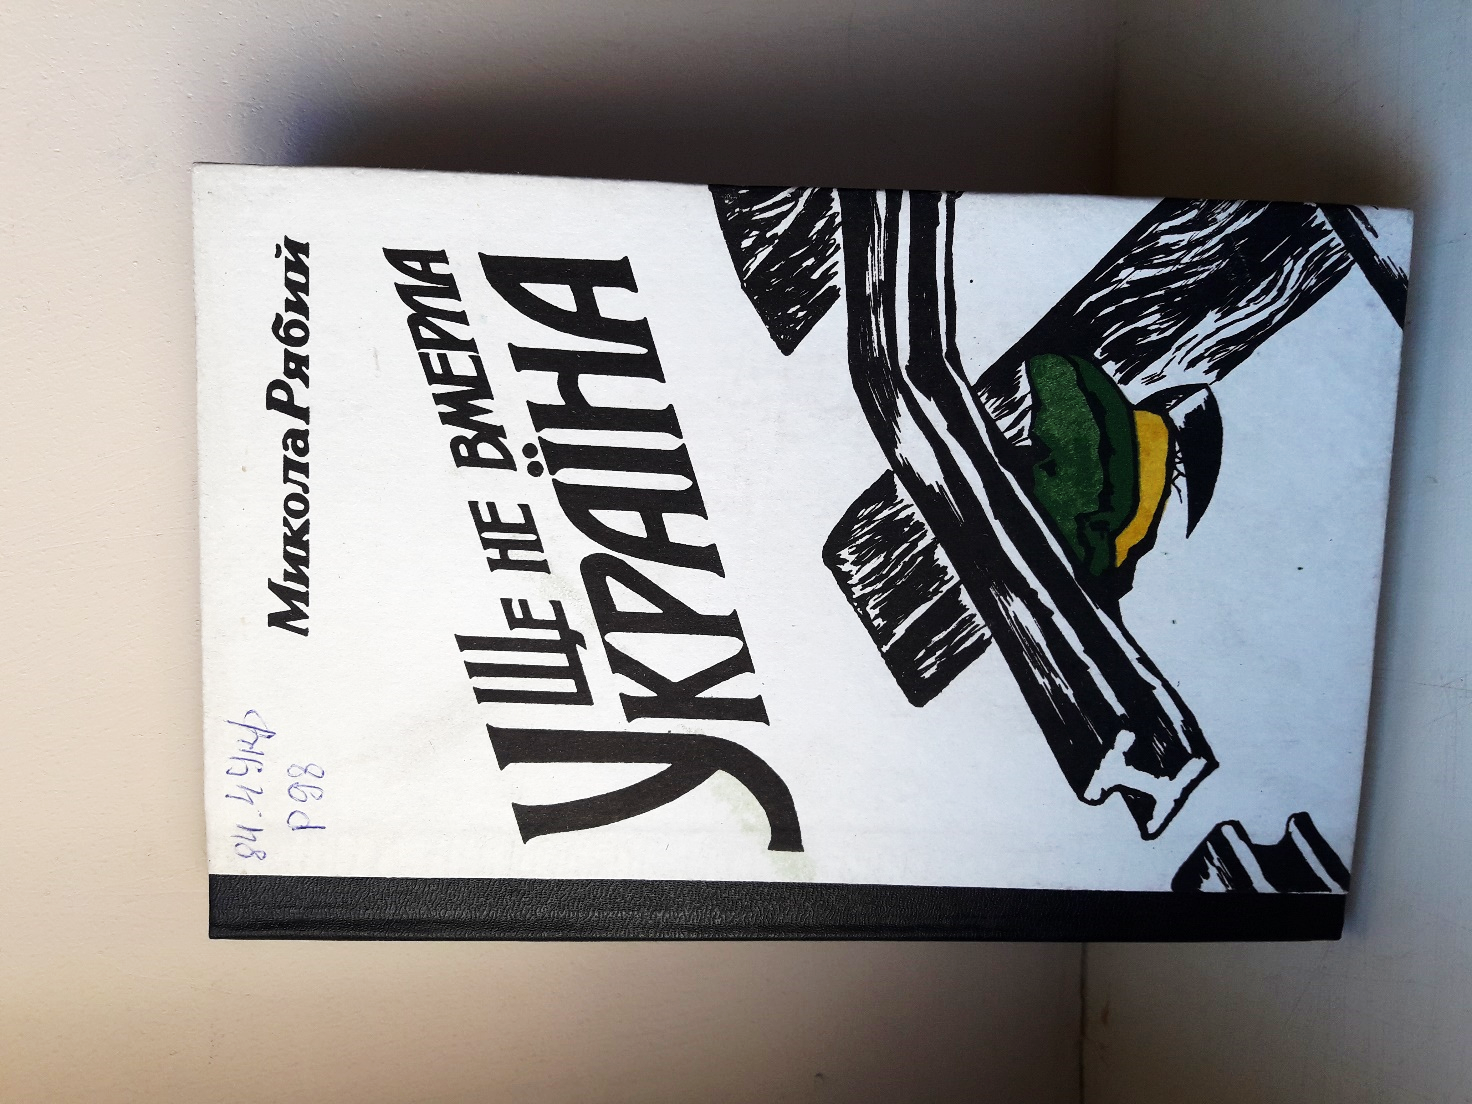 84.4Укр
Р98
Микола Рябий
Ще не вмерла
Україна